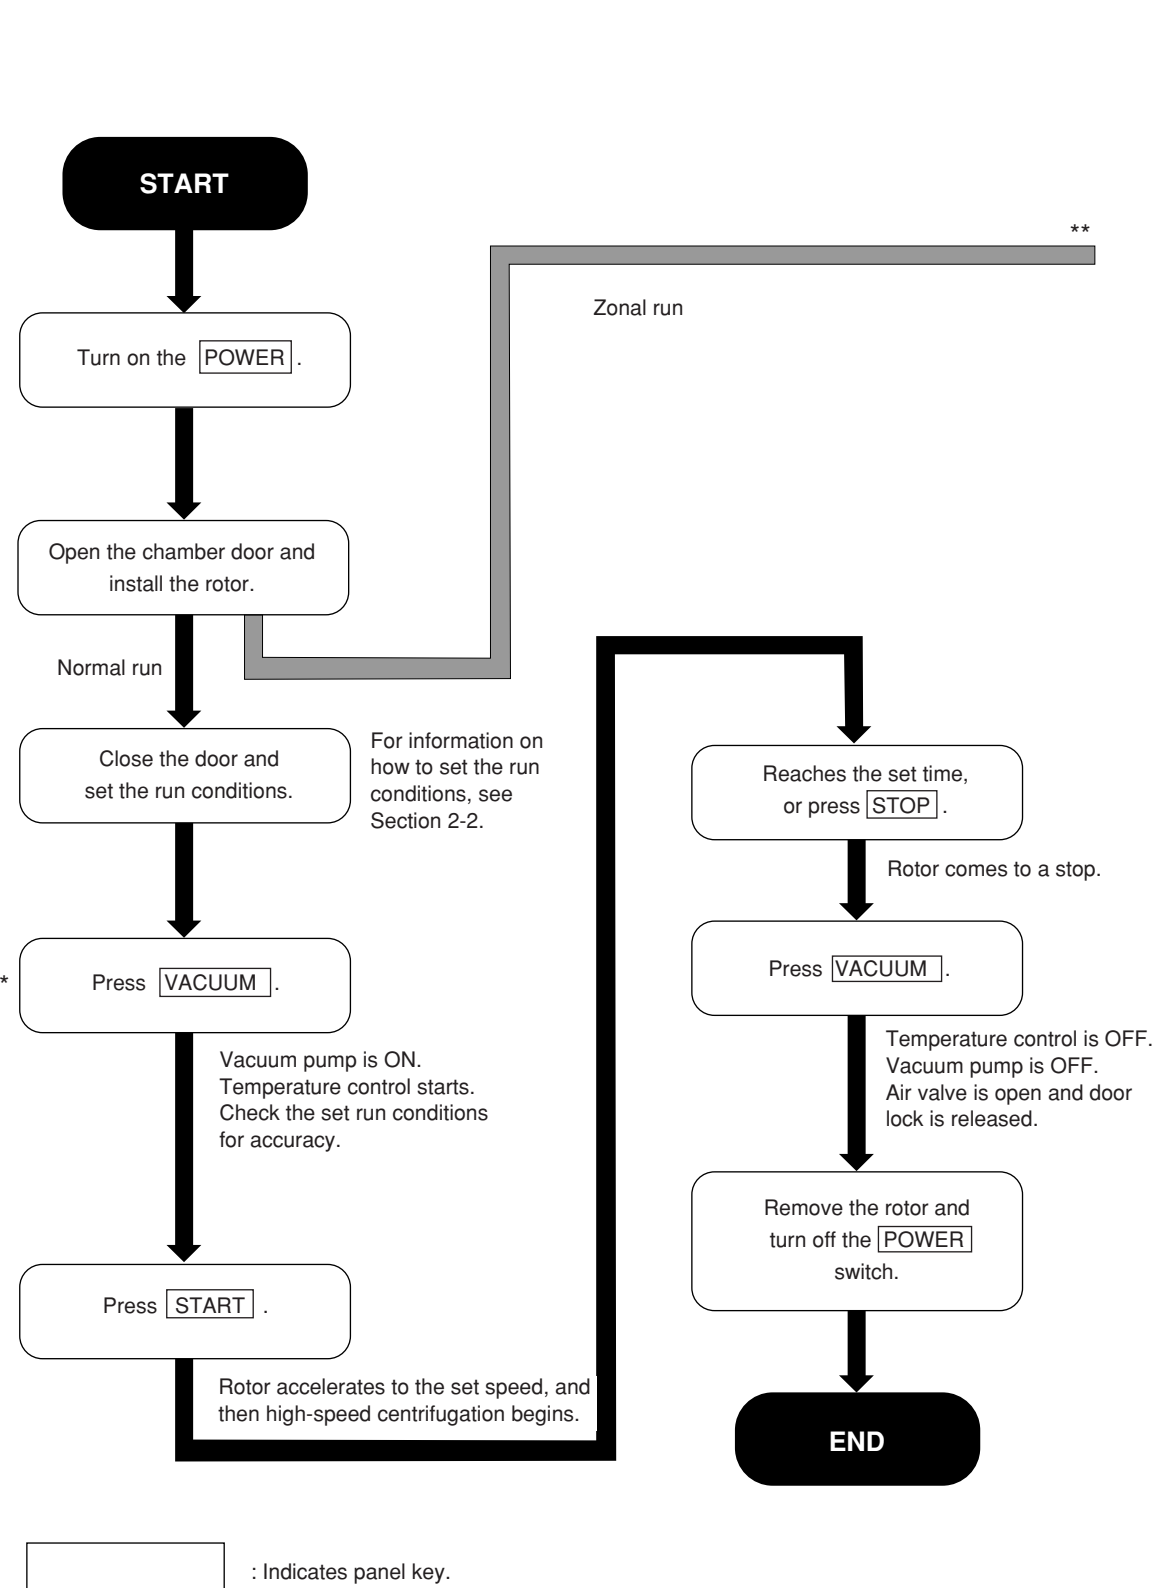 START
Turn on the POWER .
Open the chamber door and
install the rotor.
Normal run
**
Zonal run
Close the door and
set the run conditions.
For information on
how to set the run
conditions, see
Section 2-2.
*
Press VACUUM .
Vacuum pump is ON.
Temperature control starts.
Check the set run conditions
for accuracy.
Press START .
Rotor accelerates to the set speed, and
then high-speed centrifugation begins.
Reaches the set time,
or press STOP .
Rotor comes to a stop.
Press VACUUM .
Temperature control is OFF.
Vacuum pump is OFF.
Air valve is open and door
lock is released.
Remove the rotor and
turn off the POWER
switch.
END
: Indicates panel key.